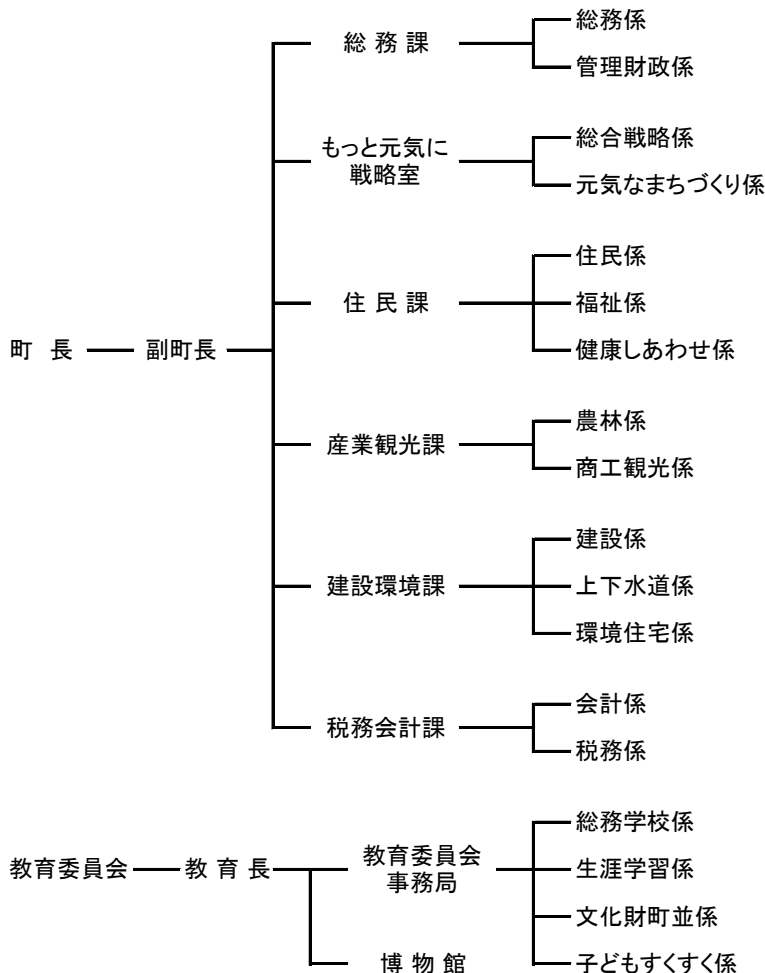 総務課
総務係
管理財政係
もっと元気に
戦略室
総合戦略係
元気なまちづくり係
町長
副町長
住民課
住民係
福祉係
健康しあわせ係
産業観光課
農林係
商工観光係
建設環境課
建設係
上下水道係
環境住宅係
税務会計課
会計係
税務係
教育委員会
教育長
教育委員会
事務局
総務学校係
生涯学習係
文化財町並係
子どもすくすく係
博物館